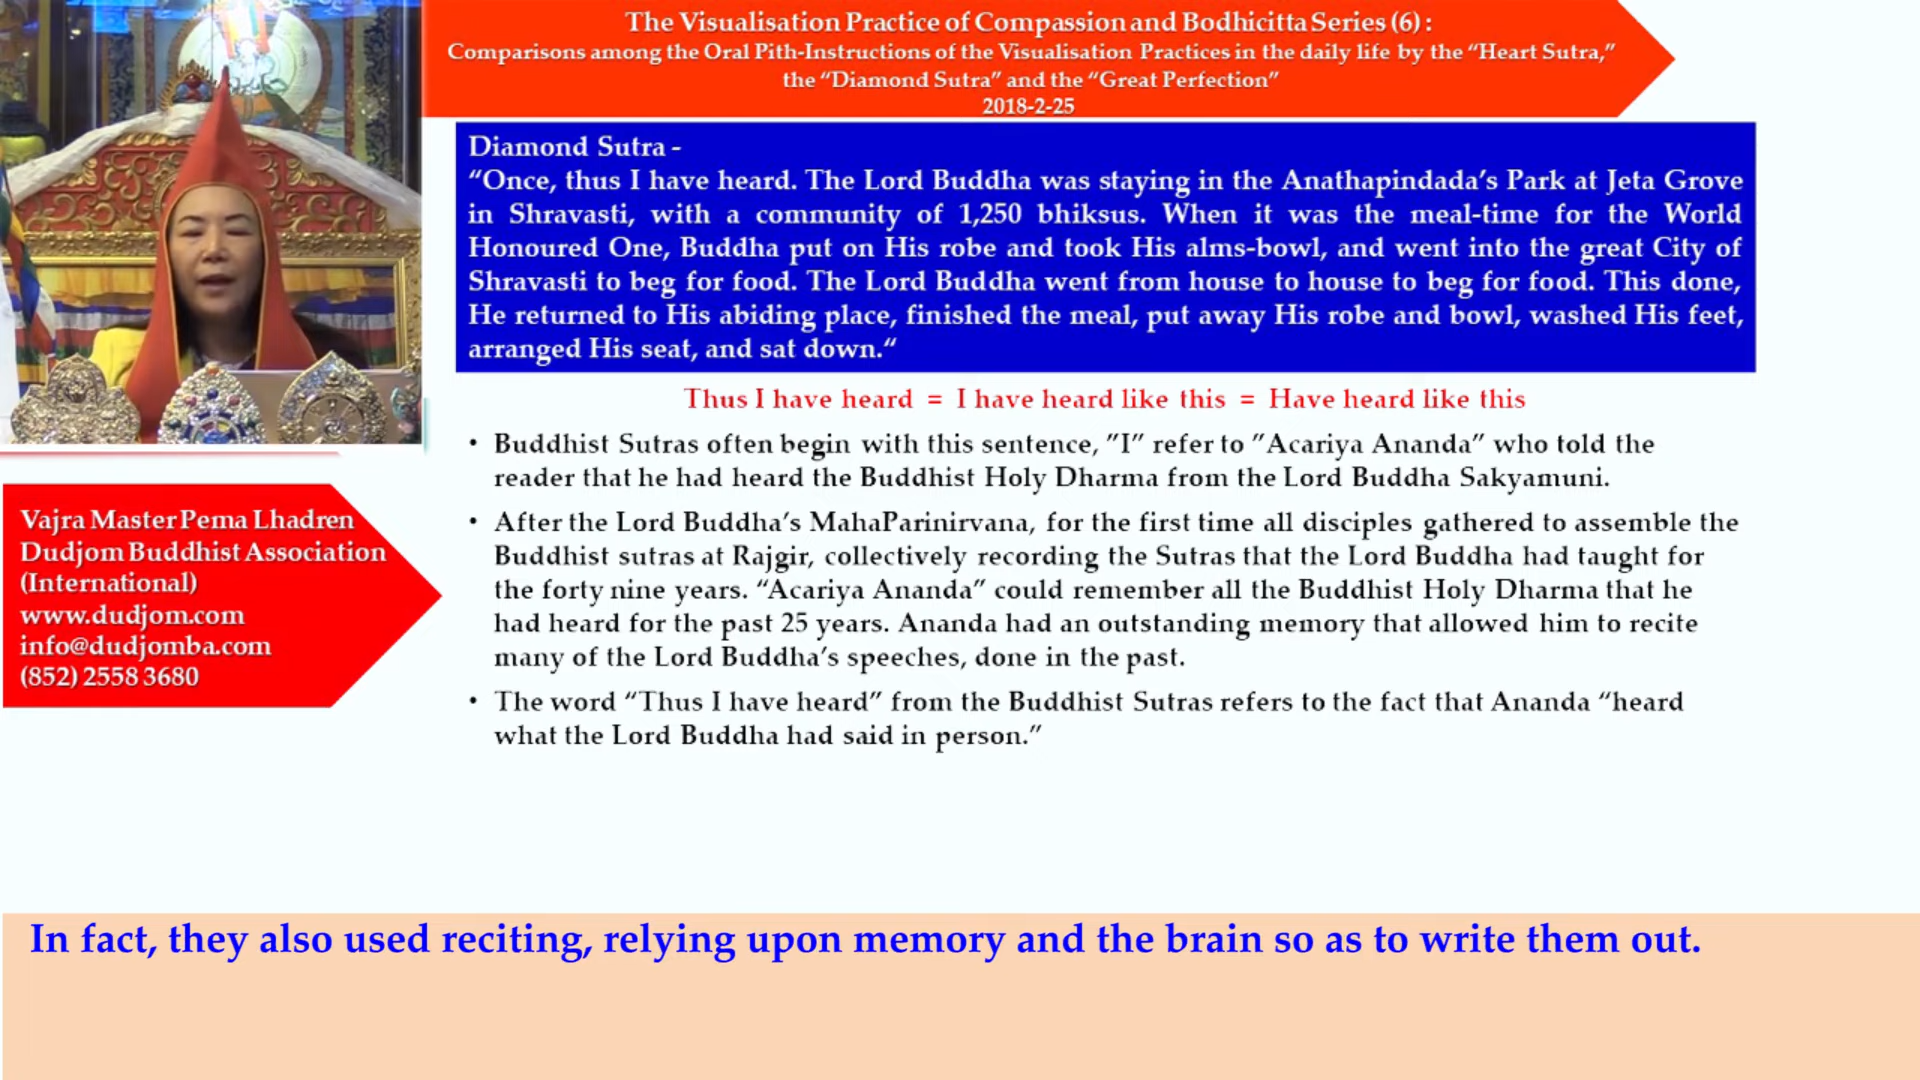 The Visualisation Practice of Compassion and Bodhicitta Series (6) :
Comparisons among the Oral Pith-Instructions of the Visualisation Practices in the daily life by the “Heart Sutra,”
the “Diamond Sutra” and the “Great Perfection”
2018-2-25
Diamond Sutra -
“Once, thus I have heard. The Lord Buddha was staying in the Anathapindada’s Park at Jeta Grove
in Shravasti, with a community of 1,250 bhiksus. When it was the meal-time for the World
Honoured One, Buddha put on His robe and took His alms-bowl, and went into the great City of
Shravasti to beg for food. The Lord Buddha went from house to house to beg for food. This done,
He returned to His abiding place, finished the meal, put away His robe and bowl, washed His feet,
arranged His seat, and sat down.“
Thus I have heard = I have heard like this = Have heard like this
• Buddhist Sutras often begin with this sentence, ”I” refer to ”Acariya Ananda” who told the
reader that he had heard the Buddhist Holy Dharma from the Lord Buddha Sakyamuni.
• After the Lord Buddha’s MahaParinirvana, for the first time all disciples gathered to assemble the
Buddhist sutras at Rajgir, collectively recording the Sutras that the Lord Buddha had taught for
the forty nine years. “Acariya Ananda” could remember all the Buddhist Holy Dharma that he
had heard for the past 25 years. Ananda had an outstanding memory that allowed him to recite
many of the Lord Buddha’s speeches, done in the past.
• The word “Thus I have heard” from the Buddhist Sutras refers to the fact that Ananda “heard
what the Lord Buddha had said in person.”
Vajra Master Pema Lhadren
Dudjom Buddhist Association
(International)
www.dudjom.com
info@dudjomba.com
(852) 2558 3680
In fact, they also used reciting, relying upon memory and the brain so as to write them out.